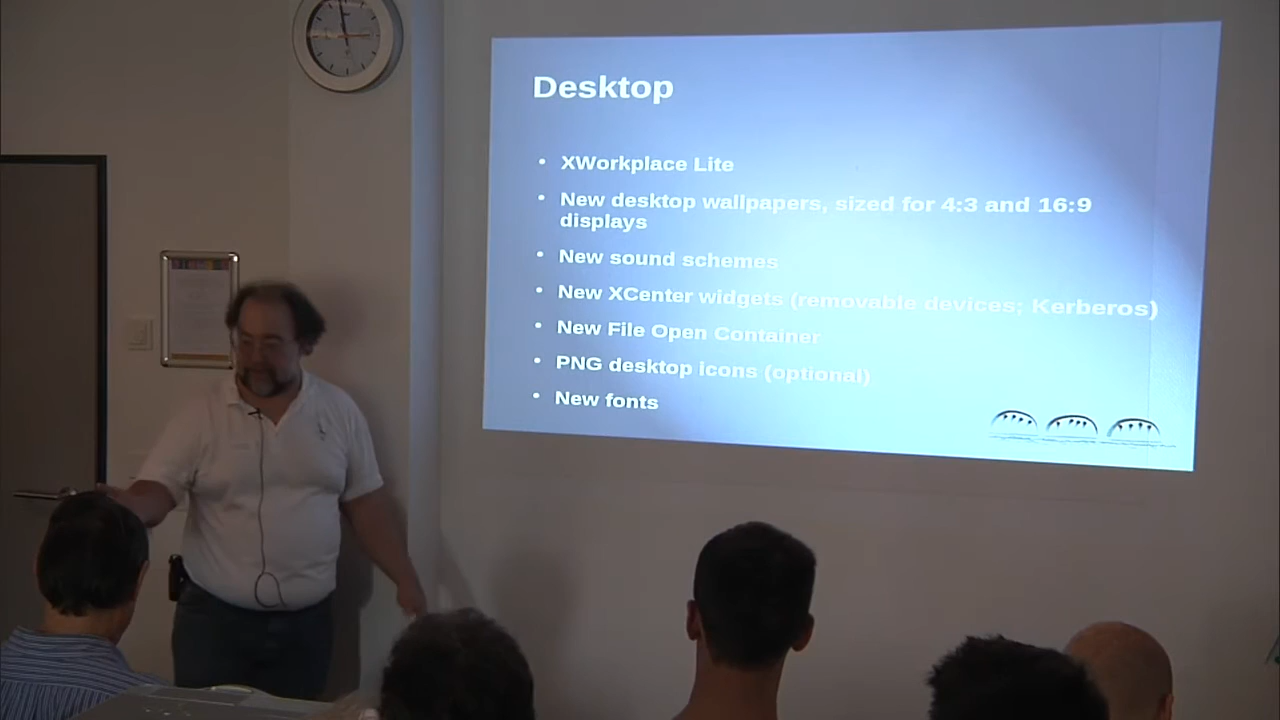 Desktop
• XWorkplace Lite
• New desktop wallpapers, sized for 4:3 and 16:9
displays
• New sound schemes
• New XCenter widgets (removable devices; Kerberos)
• New File Open Container
• PNG desktop icons (optional)
• New fonts